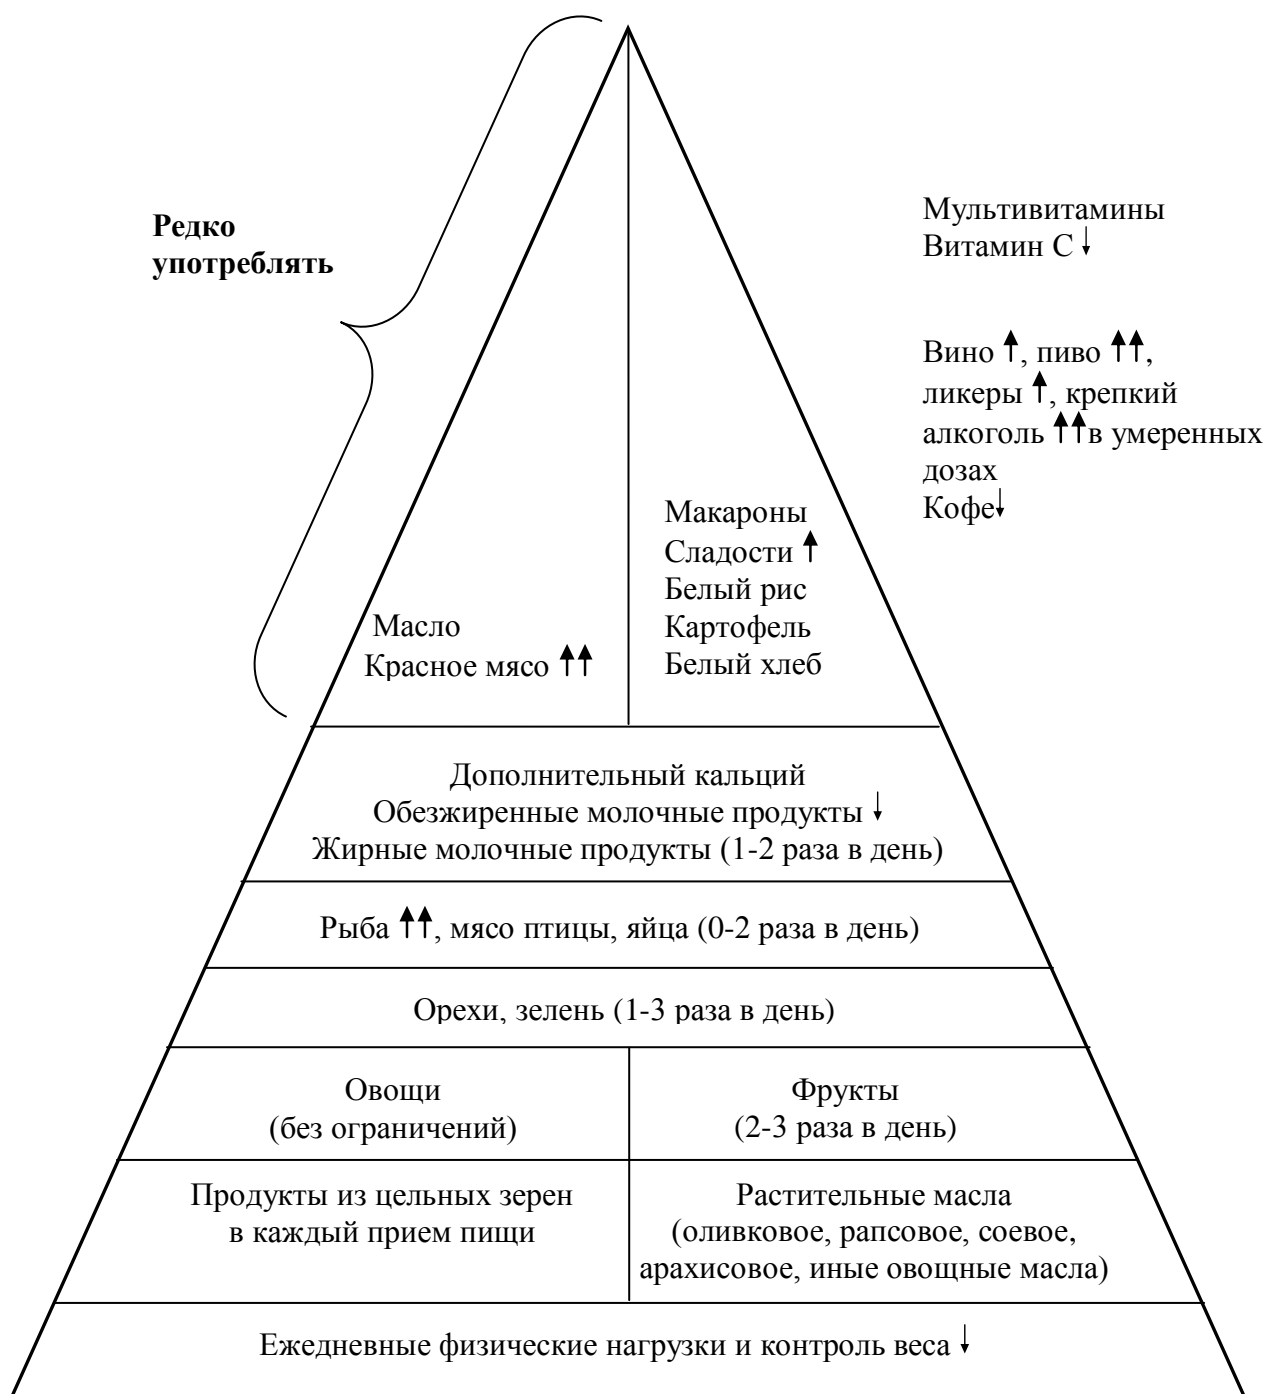 Редко
употреблять
Мультивитамины
Витамин С ↓
Вино ↑, пиво ↑↑,
ликеры ↑, крепкий
алкоголь ↑↑ в умеренных
дозах
Кофе↓
Макароны
Сладости ↑
Белый рис
Картофель
Белый хлеб
Масло
Красное мясо ↑↑
Дополнительный кальций
Обезжиренные молочные продукты ↓
Жирные молочные продукты (1-2 раза в день)
Рыба ↑↑, мясо птицы, яйца (0-2 раза в день)
Орехи, зелень (1-3 раза в день)
Овощи
(без ограничений)
Фрукты
(2-3 раза в день)
Продукты из цельных зерен
в каждый прием пищи
Растительные масла
(оливковое, рапсовое, соевое,
арахисовое, иные овощные масла)
Ежедневные физические нагрузки и контроль веса ↓